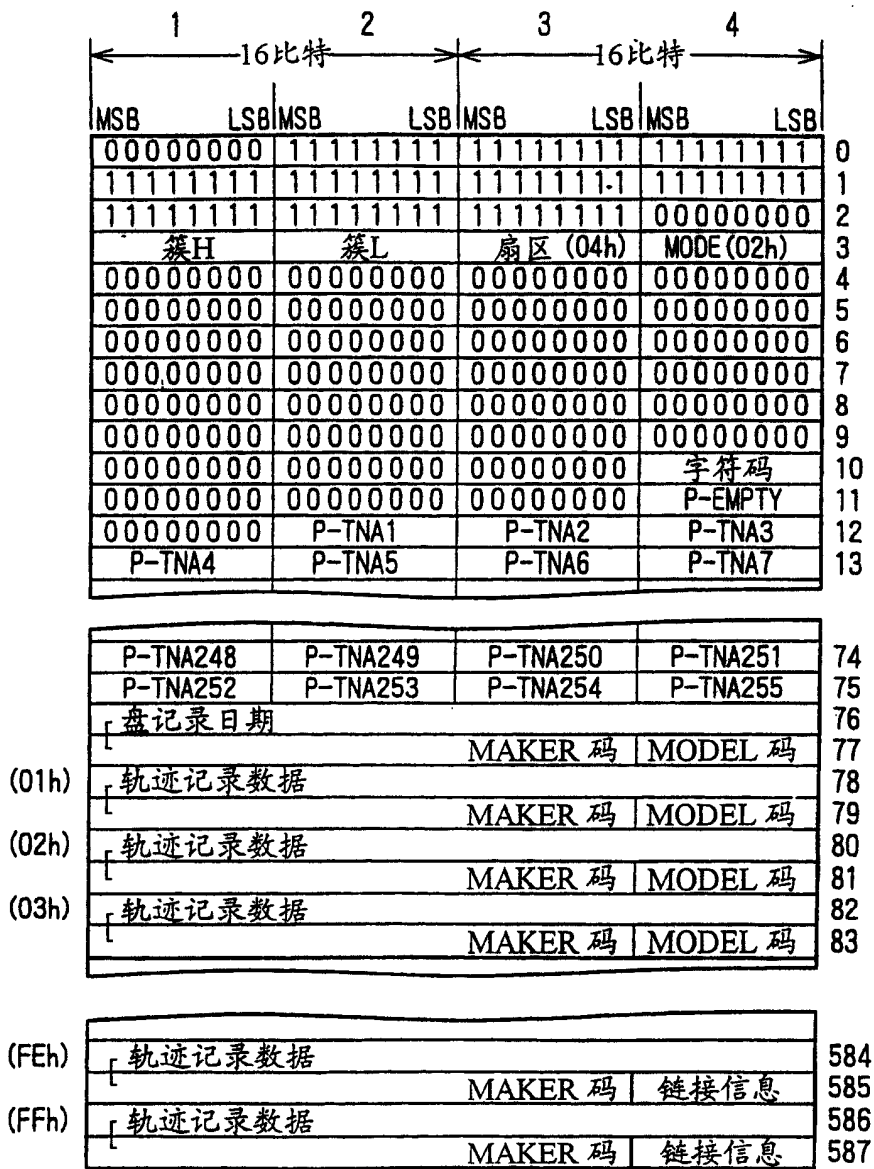 1 2 3 4
16比特 16比特
MSB LSB MSB LSB MSB LSB MSB LSB
00000000 11111111 11111111 11111111 0
11111111 11111111 11111111 11111111 1
11111111 11111111 11111111 00000000 2
簇H 簇L 扇区 (04h) MODE(02h) 3
00000000 00000000 00000000 00000000 4
00000000 00000000 00000000 00000000 5
00000000 00000000 00000000 00000000 6
00000000 00000000 00000000 00000000 7
00000000 00000000 00000000 00000000 8
00000000 00000000 00000000 00000000 9
00000000 00000000 00000000 字符码 10
00000000 00000000 00000000 P-EMPTY 11
00000000 P-TNA1 P-TNA2 P-TNA3 12
P-TNA4 P-TNA5 P-TNA6 P-TNA7 13
P-TNA248 P-TNA249 P-TNA250 P-TNA251 74
P-TNA252 P-TNA253 P-TNA254 P-TNA255 75
盘记录日期 76
MAKER 码 MODEL 码 77
(01h) 轨迹记录数据 78
MAKER 码 MODEL 码 79
(02h) 轨迹记录数据 80
MAKER 码 MODEL 码 81
(03h) 轨迹记录数据 82
MAKER 码 MODEL 码 83
(FEh) 轨迹记录数据 584
MAKER 码 链接信息 585
(FFh) 轨迹记录数据 586
MAKER 码 链接信息 587